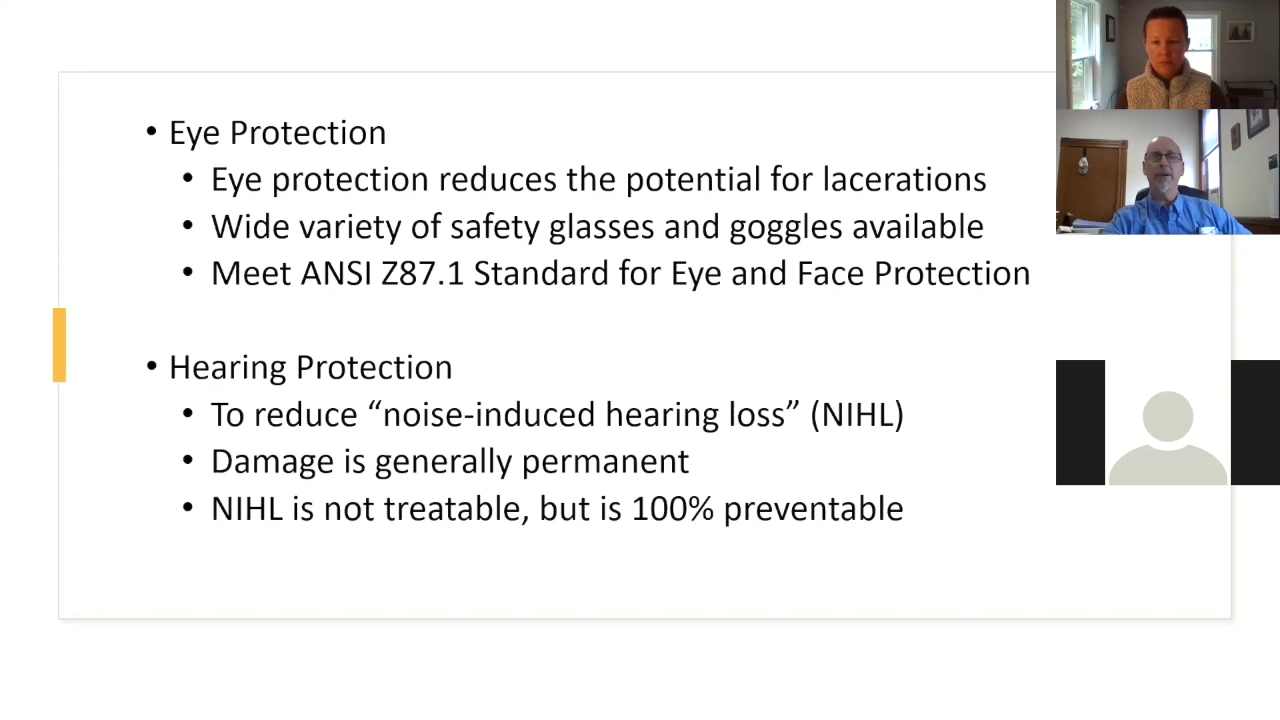 • Eye Protection
• Eye protection reduces the potential for lacerations
• Wide variety of safety glasses and goggles available
• Meet ANSI Z87.1 Standard for Eye and Face Protection
• Hearing Protection
• To reduce “noise-induced hearing loss” (NIHL)
• Damage is generally permanent
• NIHL is not treatable, but is 100% preventable